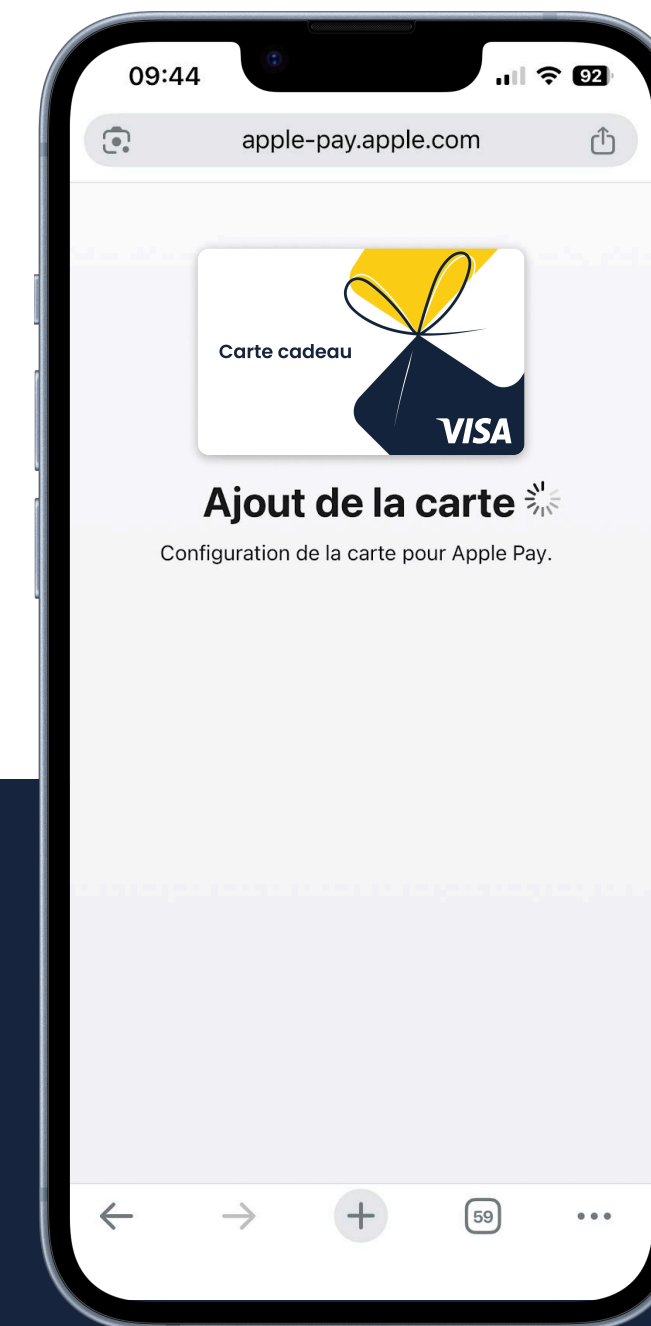 09:44
92
apple-pay.apple.com
Carte cadeau
VISA
Ajout de la carte
Configuration de la carte pour Apple Pay.
59